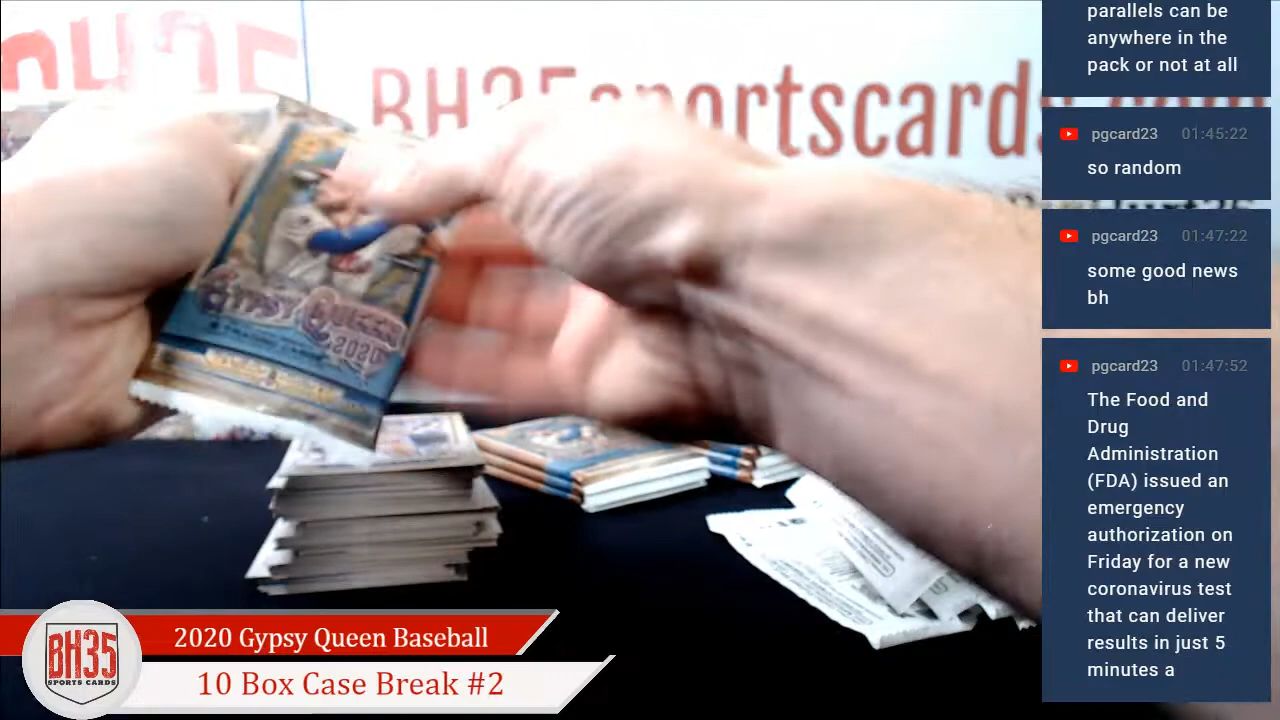 BH35sportscards.com
GYPSY QUEEN
2020
parallels can be
anywhere in the
pack or not at all
pgcard23 01:45:22
so random
pgcard23 01:47:22
some good news
bh
pgcard23 01:47:52
The Food and
Drug
Administration
(FDA) issued an
emergency
authorization on
Friday for a new
coronavirus test
that can deliver
results in just 5
minutes a
2020 Gypsy Queen Baseball
10 Box Case Break #2
BH35
SPORTS CARDS